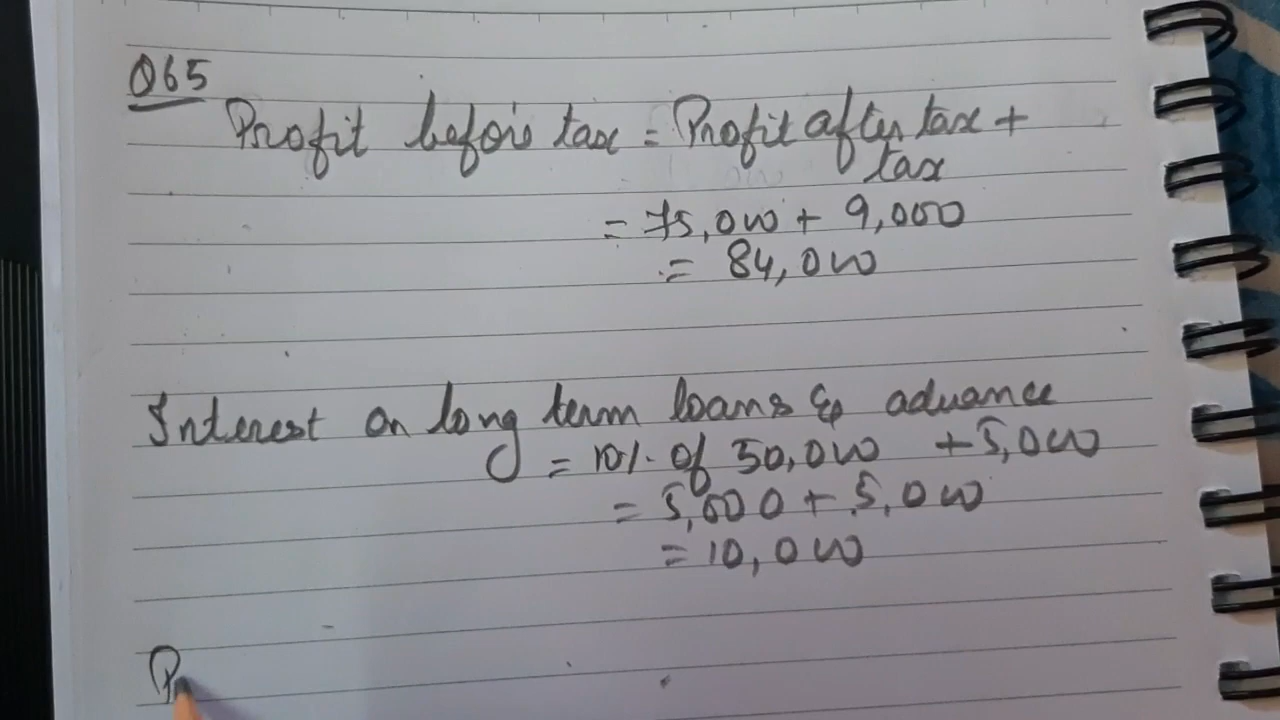 Q65
Profit before tax = Profit after tax +
tax
= 75,000 + 9,000
= 84,000
Interest on long term loans & advance
= 10% of 50,000 + 5,000
= 5,000 + 5,000
= 10,000
P